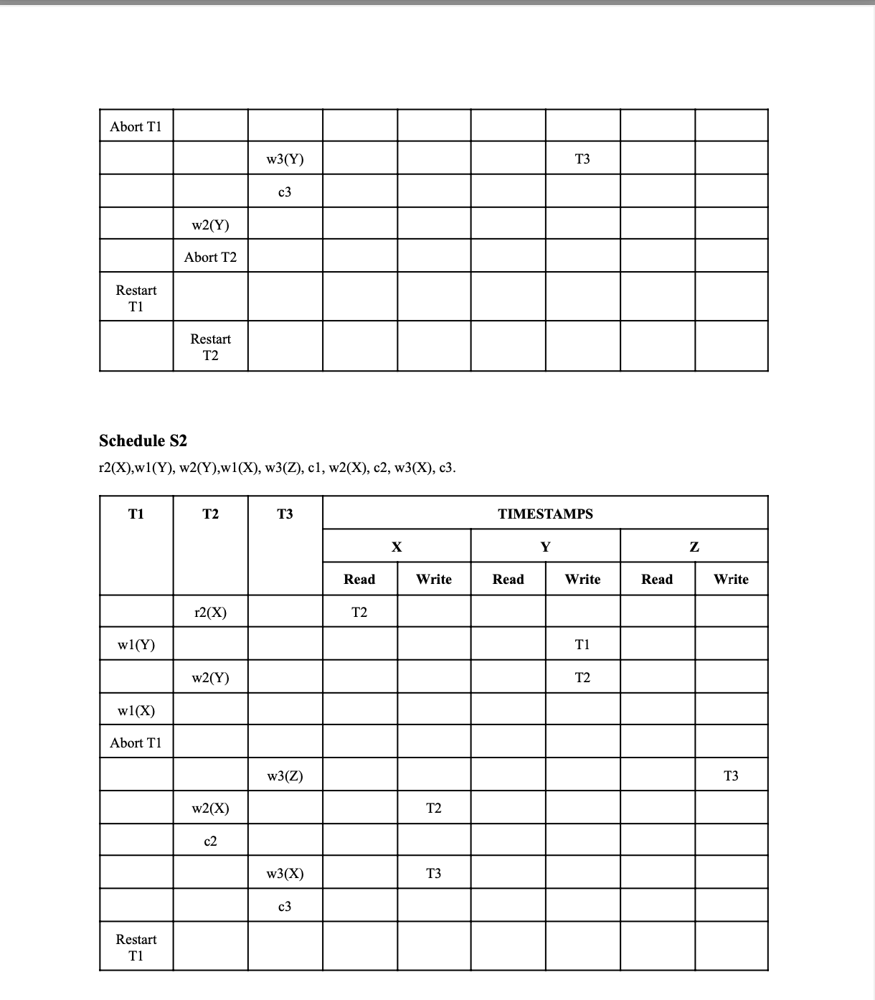 Abort T1
w3(Y) T3
c3
w2(Y)
Abort T2
Restart
T1
Restart
T2
Schedule S2
r2(X),w1(Y), w2(Y),w1(X), w3(Z), c1, w2(X), c2, w3(X), c3.
T1 T2 T3 TIMESTAMPS
X Y Z
Read Write Read Write Read Write
r2(X) T2
w1(Y) T1
w2(Y) T2
w1(X)
Abort T1
w3(Z) T3
w2(X) T2
c2
w3(X) T3
c3
Restart
T1